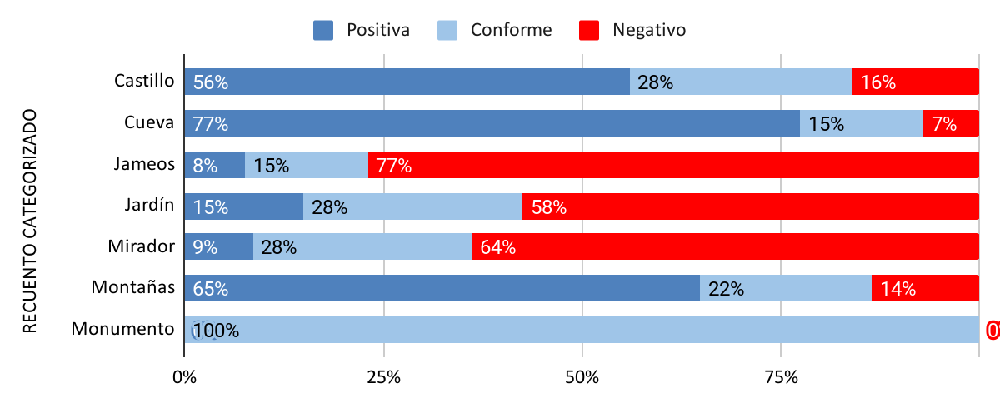 Positiva Conforme Negativo
RECUENTO CATEGORIZADO
Castillo 56% 28% 16%
Cueva 77% 15% 7%
Jameos 8% 15% 77%
Jardín 15% 28% 58%
Mirador 9% 28% 64%
Montañas 65% 22% 14%
Monumento 100% 0
0% 25% 50% 75%